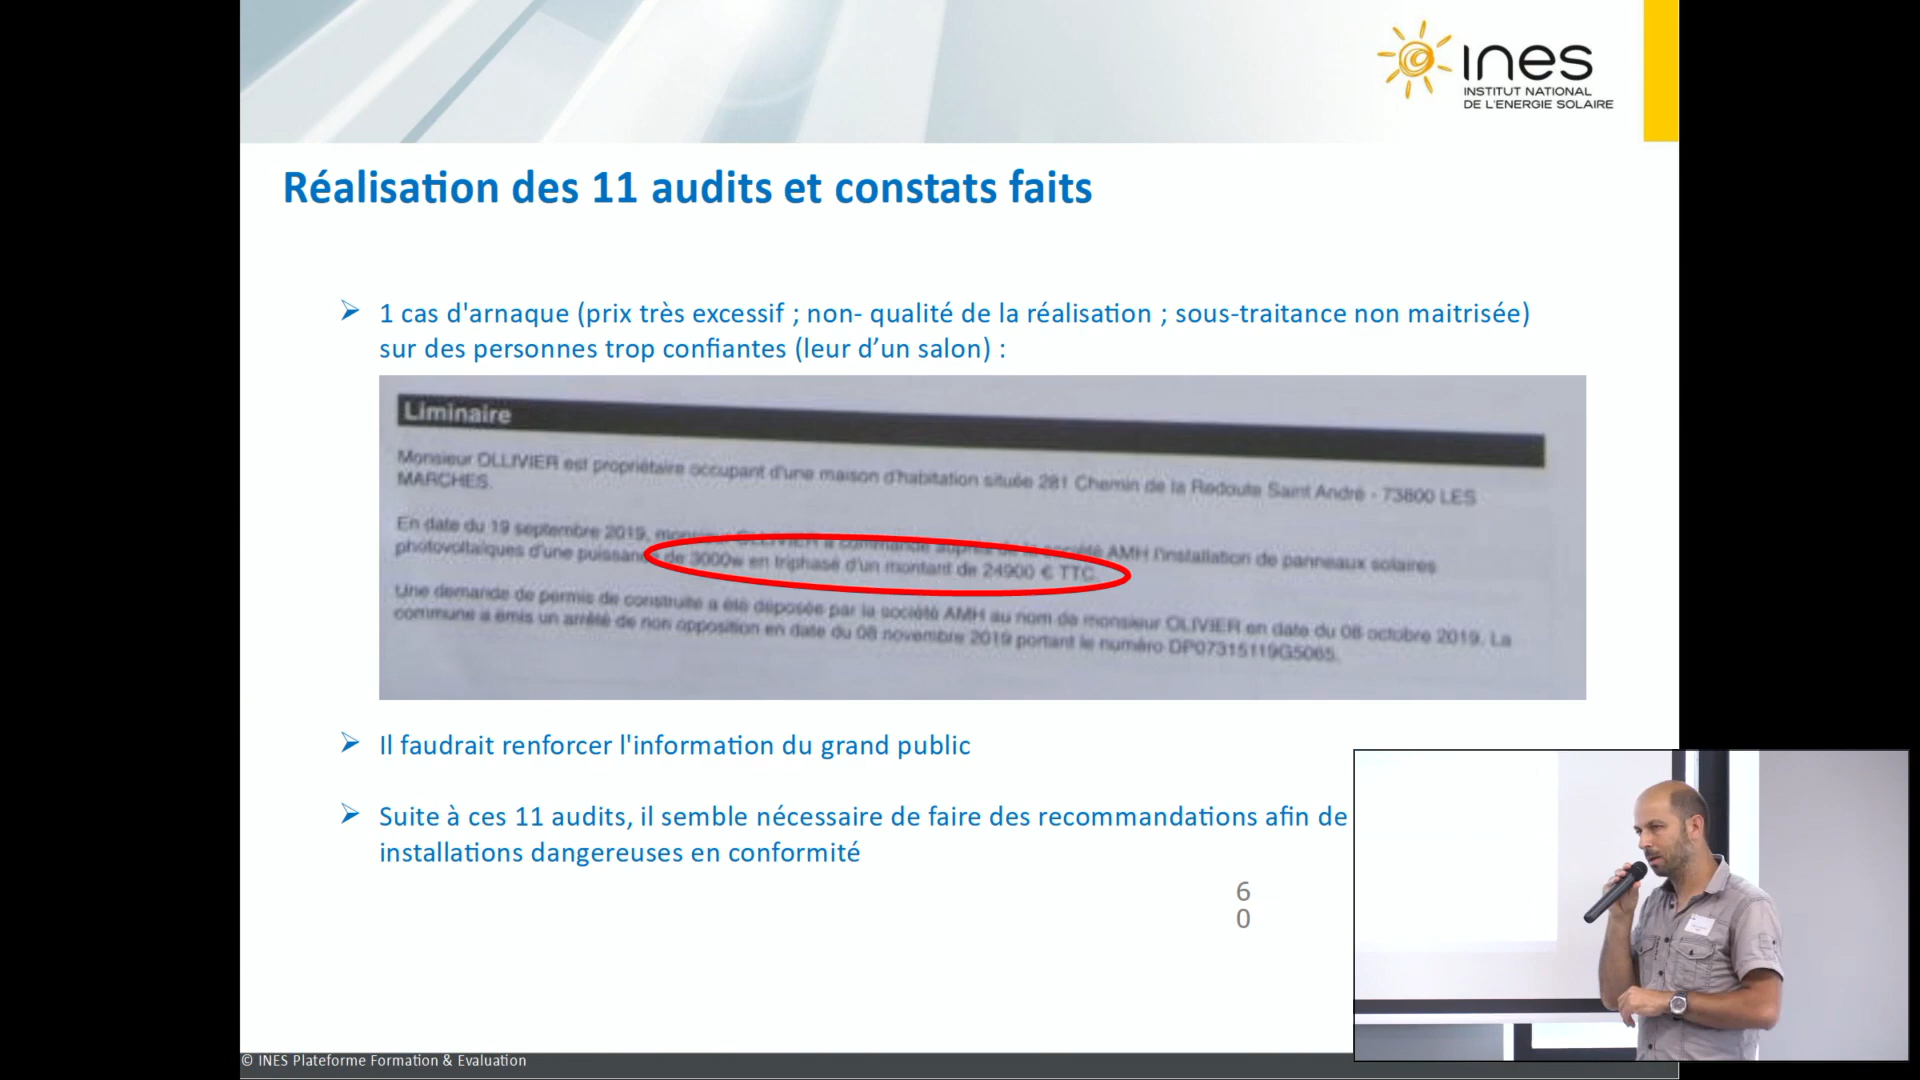 ines
INSTITUT NATIONAL
DE L'ENERGIE SOLAIRE
Réalisation des 11 audits et constats faits
1 cas d'arnaque (prix très excessif ; non- qualité de la réalisation ; sous-traitance non maitrisée)
sur des personnes trop confiantes (leur d’un salon) :
Liminaire
Monsieur OLLIVIER est propriétaire occupant d'une maison d'habitation située 281 Chemin de la Redoute Saint André - 73800 LES
MARCHES.
En date du 19 septembre 2019, monsieur OLLIVIER a commandé auprès de la société AMH l'installation de panneaux solaires
photovoltaïques d'une puissance de 3000w en triphasé d'un montant de 24900 € TTC.
Une demande de permis de construire a été déposée par la société AMH au nom de monsieur OLIVIER en date du 08 octobre 2019. La
commune a émis un arrêté de non opposition en date du 08 novembre 2019 portant le numéro DP07315119G5065.
Il faudrait renforcer l'information du grand public
Suite à ces 11 audits, il semble nécessaire de faire des recommandations afin de
installations dangereuses en conformité
6
0
© INES Plateforme Formation & Evaluation